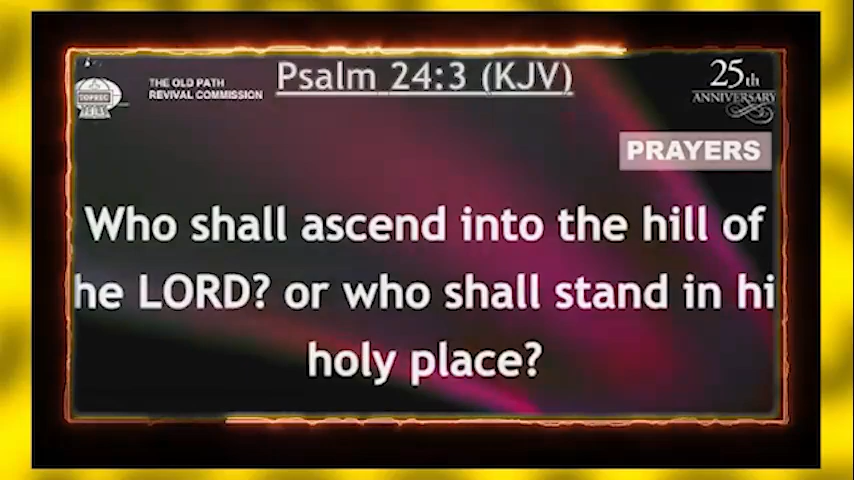 THE OLD PATH
REVIVAL COMMISSION
Psalm 24:3 (KJV)
25th
ANNIVERSARY
PRAYERS
Who shall ascend into the hill of
he LORD? or who shall stand in hi
holy place?